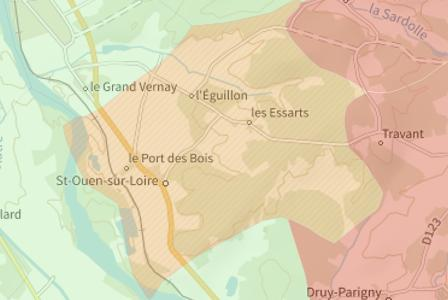 la Sardolle
le Grand Vernay
l'Éguillon
les Essarts
Travant
le Port des Bois
St-Ouen-sur-Loire
lard
D123
Druy-Parigny